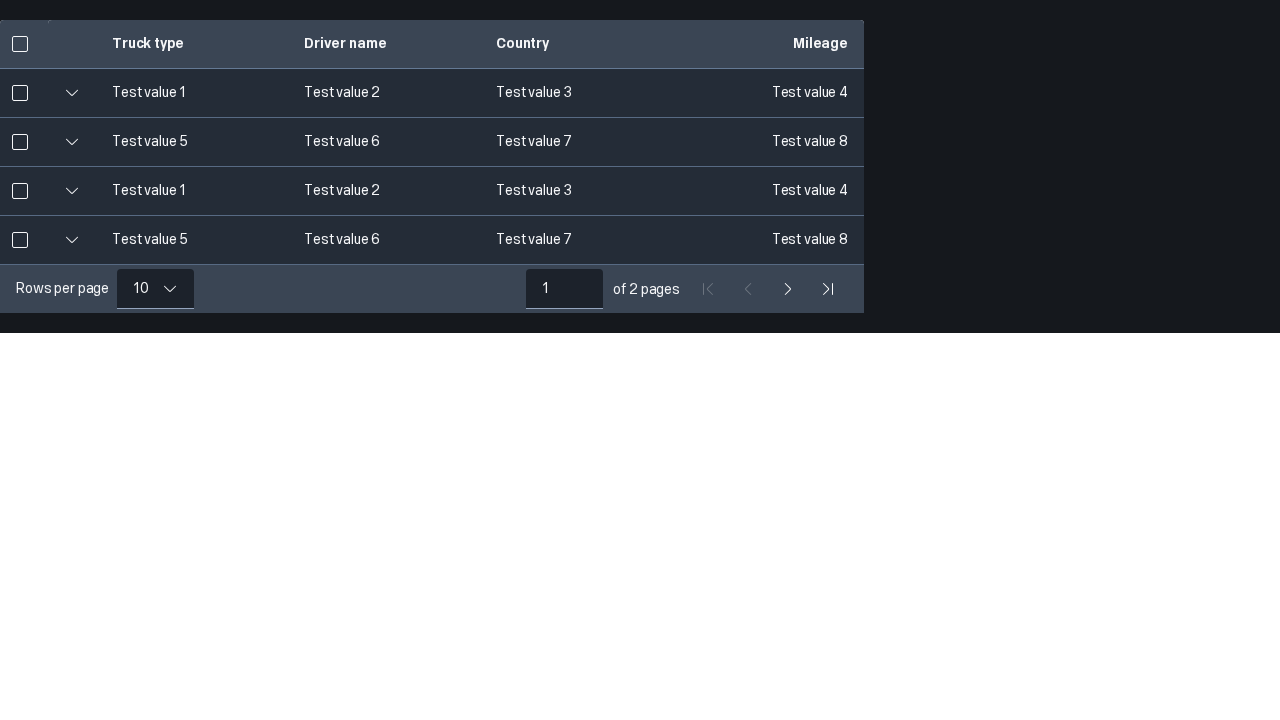 Truck type Driver name Country Mileage
Test value 1 Test value 2 Test value 3 Test value 4
Test value 5 Test value 6 Test value 7 Test value 8
Test value 1 Test value 2 Test value 3 Test value 4
Test value 5 Test value 6 Test value 7 Test value 8
Rows per page 10 1 of 2 pages